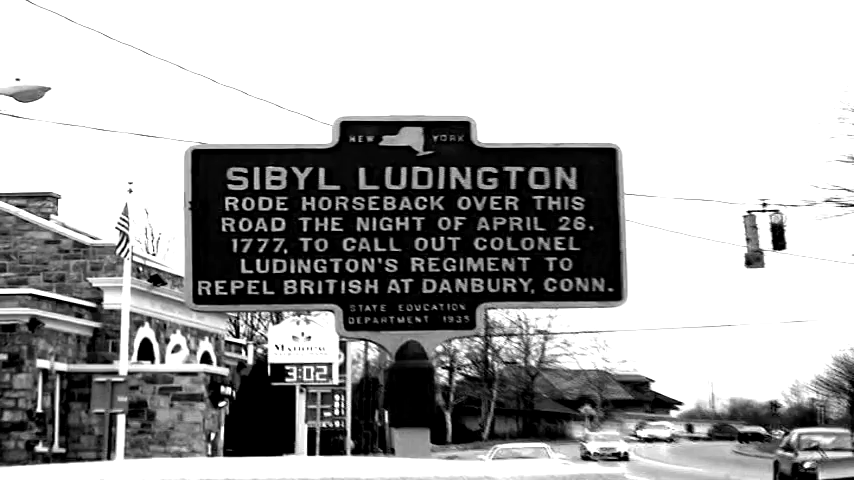 NEW YORK
SIBYL LUDINGTON
RODE HORSEBACK OVER THIS
ROAD THE NIGHT OF APRIL 26,
1777, TO CALL OUT COLONEL
LUDINGTON'S REGIMENT TO
REPEL BRITISH AT DANBURY, CONN.
STATE EDUCATION
DEPARTMENT 1935
MAHOPAC
3:02